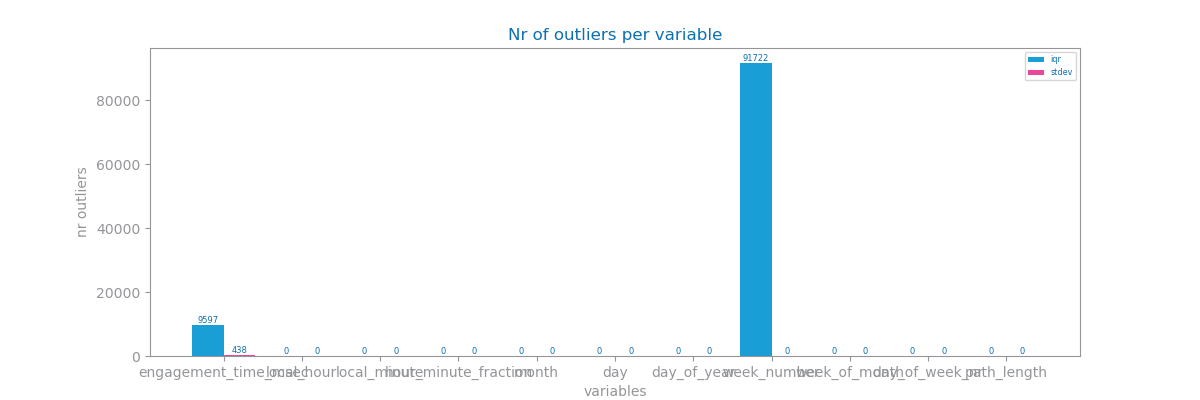 Nr of outliers per variable
iqr
stdev
nr outliers
80000
60000
40000
20000
0
9597
438
0
0
0
0
0
0
0
0
0
0
0
0
91722
0
0
0
0
0
0
0
engagement_time_msec
local_hour
local_minute
hour_minute_fraction
month
day
day_of_year
week_number
week_of_month
day_of_week_nr
path_length
variables